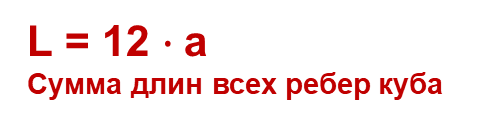 L = 12 · a
Сумма длин всех ребер куба